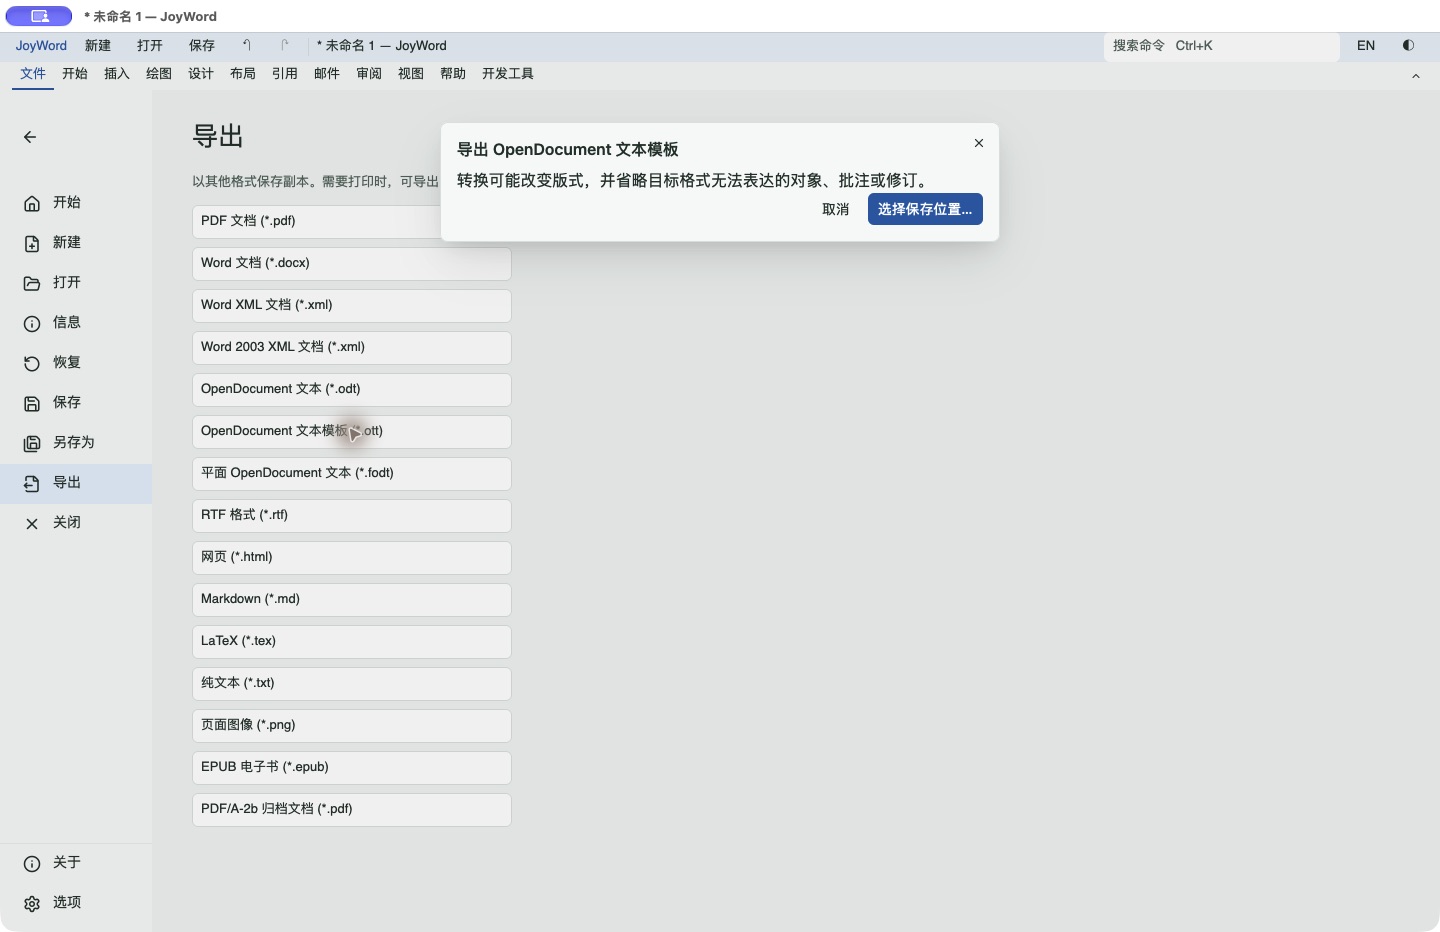 * 未命名 1 — JoyWord
JoyWord 新建 打开 保存 * 未命名 1 — JoyWord 搜索命令 Ctrl+K EN
文件 开始 插入 绘图 设计 布局 引用 邮件 审阅 视图 帮助 开发工具
导出
以其他格式保存副本。需要打印时，可导出
导出 OpenDocument 文本模板
转换可能改变版式，并省略目标格式无法表达的对象、批注或修订。
取消 选择保存位置...
开始
新建
打开
信息
恢复
保存
另存为
导出
关闭
PDF 文档 (*.pdf)
Word 文档 (*.docx)
Word XML 文档 (*.xml)
Word 2003 XML 文档 (*.xml)
OpenDocument 文本 (*.odt)
OpenDocument 文本模板 (*.ott)
平面 OpenDocument 文本 (*.fodt)
RTF 格式 (*.rtf)
网页 (*.html)
Markdown (*.md)
LaTeX (*.tex)
纯文本 (*.txt)
页面图像 (*.png)
EPUB 电子书 (*.epub)
PDF/A-2b 归档文档 (*.pdf)
关于
选项